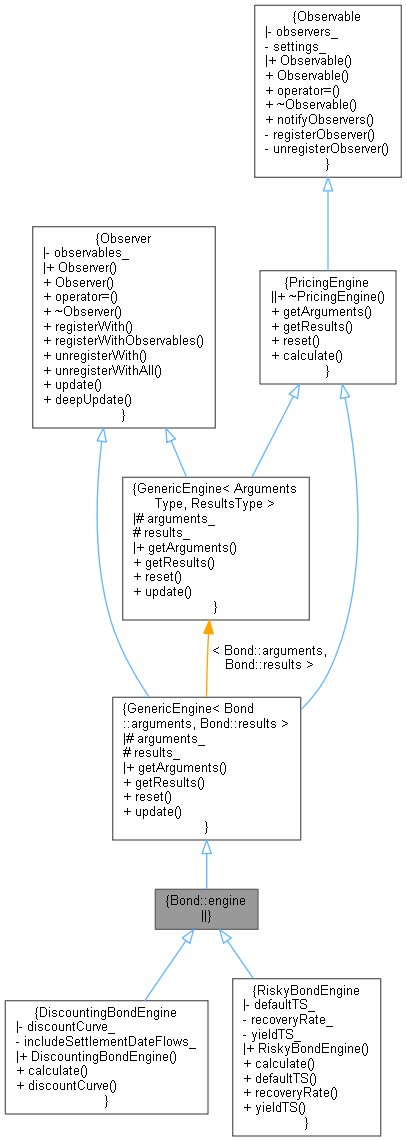 {Observable
|- observers_
- settings_
|+ Observable()
+ Observable()
+ operator=()
+ ~Observable()
+ notifyObservers()
- registerObserver()
- unregisterObserver()
}
{Observer
|- observables_
|+ Observer()
+ Observer()
+ operator=()
+ ~Observer()
+ registerWith()
+ registerWithObservables()
+ unregisterWith()
+ unregisterWithAll()
+ update()
+ deepUpdate()
}
{PricingEngine
||+ ~PricingEngine()
+ getArguments()
+ getResults()
+ reset()
+ calculate()
}
{GenericEngine< Arguments
Type, ResultsType >
|# arguments_
# results_
|+ getArguments()
+ getResults()
+ reset()
+ update()
}
< Bond::arguments,
Bond::results >
{GenericEngine< Bond
::arguments, Bond::results >
|# arguments_
# results_
|+ getArguments()
+ getResults()
+ reset()
+ update()
}
{Bond::engine
||}
{DiscountingBondEngine
|- discountCurve_
- includeSettlementDateFlows_
|+ DiscountingBondEngine()
+ calculate()
+ discountCurve()
}
{RiskyBondEngine
|- defaultTS_
- recoveryRate_
- yieldTS_
|+ RiskyBondEngine()
+ calculate()
+ defaultTS()
+ recoveryRate()
+ yieldTS()
}